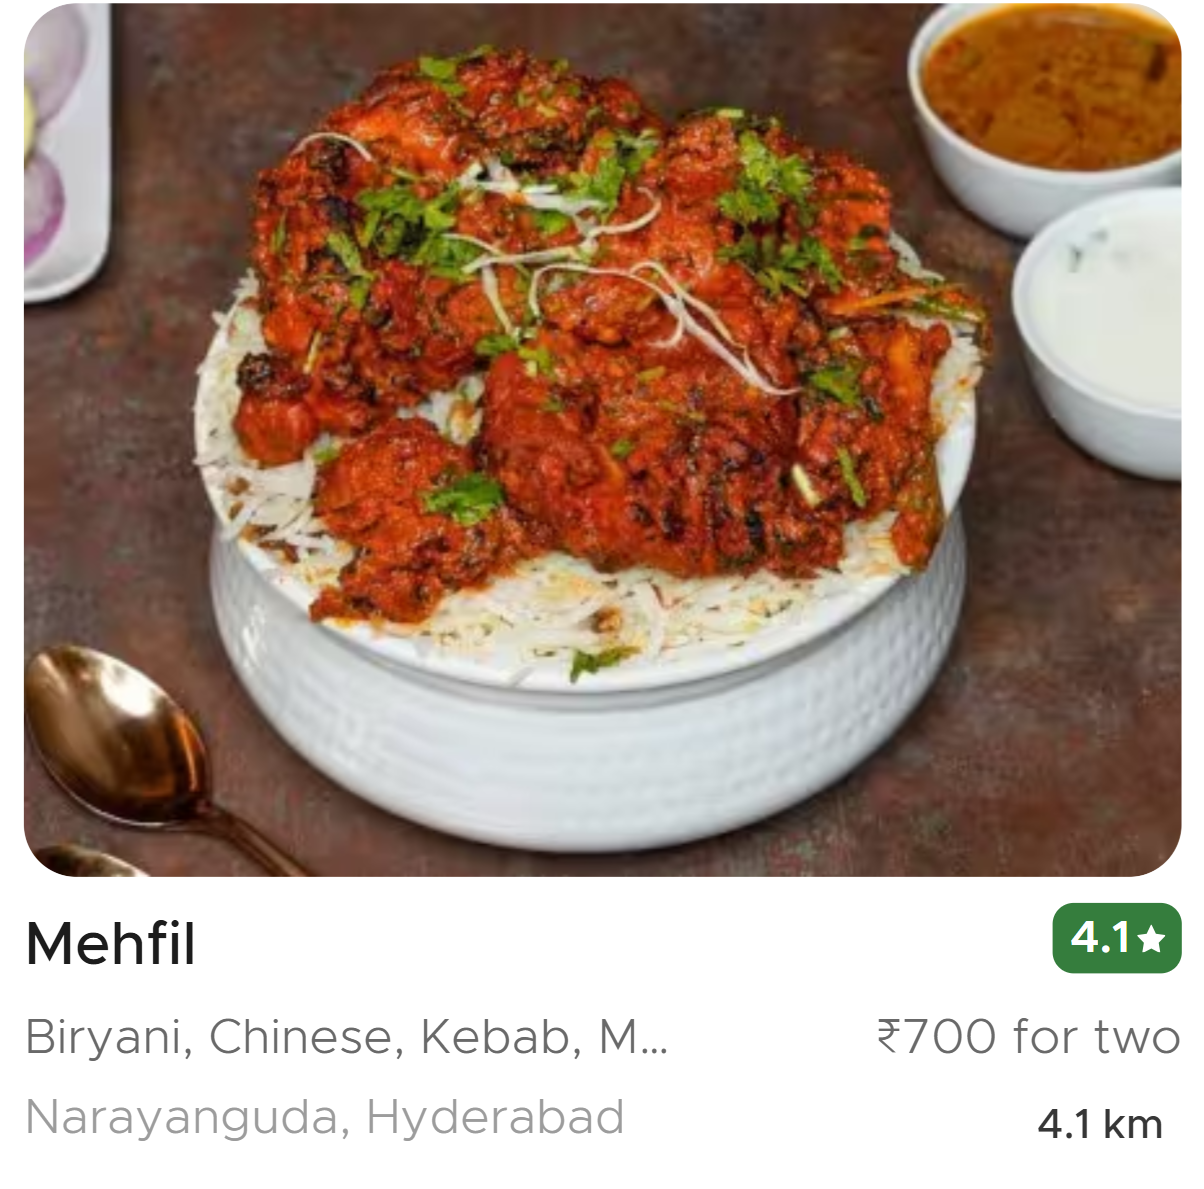 Mehfil
4.1★
Biryani, Chinese, Kebab, M...
₹700 for two
Narayanguda, Hyderabad
4.1 km